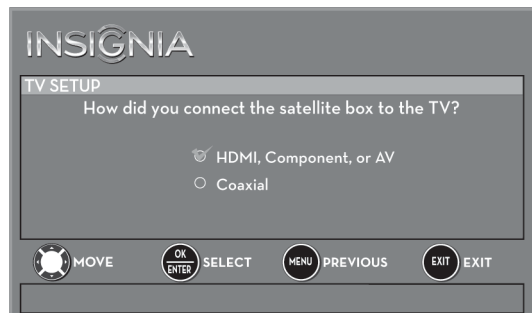 INSIGNIA
TV SETUP
How did you connect the satellite box to the TV?
HDMI, Component, or AV
Coaxial
MOVE
OK
ENTER
SELECT
MENU
PREVIOUS
EXIT
EXIT